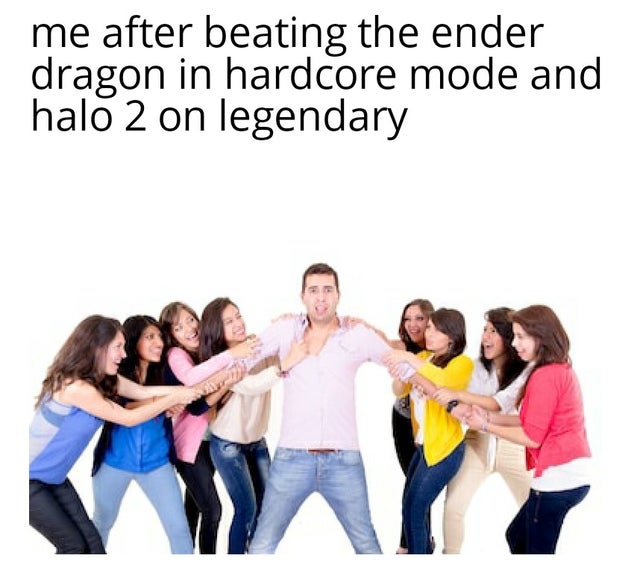 me after beating the ender
dragon in hardcore mode and
halo 2 on legendary